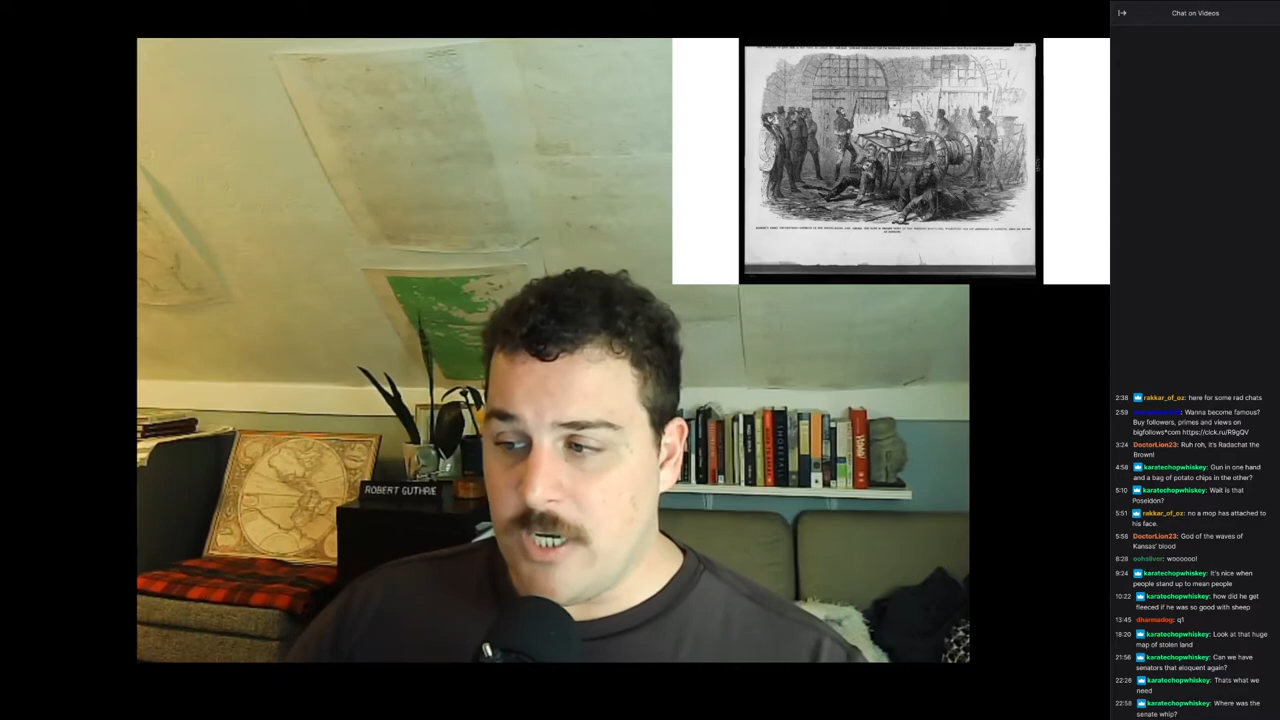 Chat on Videos
ROBERT GUTHRIE
SHOREFALL
2:38 rakkar_of_oz: here for some rad chats
2:59 : Wanna become famous?
Buy followers, primes and views on
bigfollows*com https://clck.ru/R9gQV
3:24 DoctorLion23: Ruh roh, it's Radachat the
Brown!
4:58 karatechopwhiskey: Gun in one hand
and a bag of potato chips in the other?
5:10 karatechopwhiskey: Wait is that
Poseidon?
5:51 rakkar_of_oz: no a mop has attached to
his face.
5:58 DoctorLion23: God of the waves of
Kansas' blood
8:28 oohsilver: woooooo!
9:24 karatechopwhiskey: It's nice when
people stand up to mean people
10:22 karatechopwhiskey: how did he get
fleeced if he was so good with sheep
13:45 dharmadog: q1
18:20 karatechopwhiskey: Look at that huge
map of stolen land
21:56 karatechopwhiskey: Can we have
senators that eloquent again?
22:26 karatechopwhiskey: Thats what we
need
22:58 karatechopwhiskey: Where was the
senate whip?